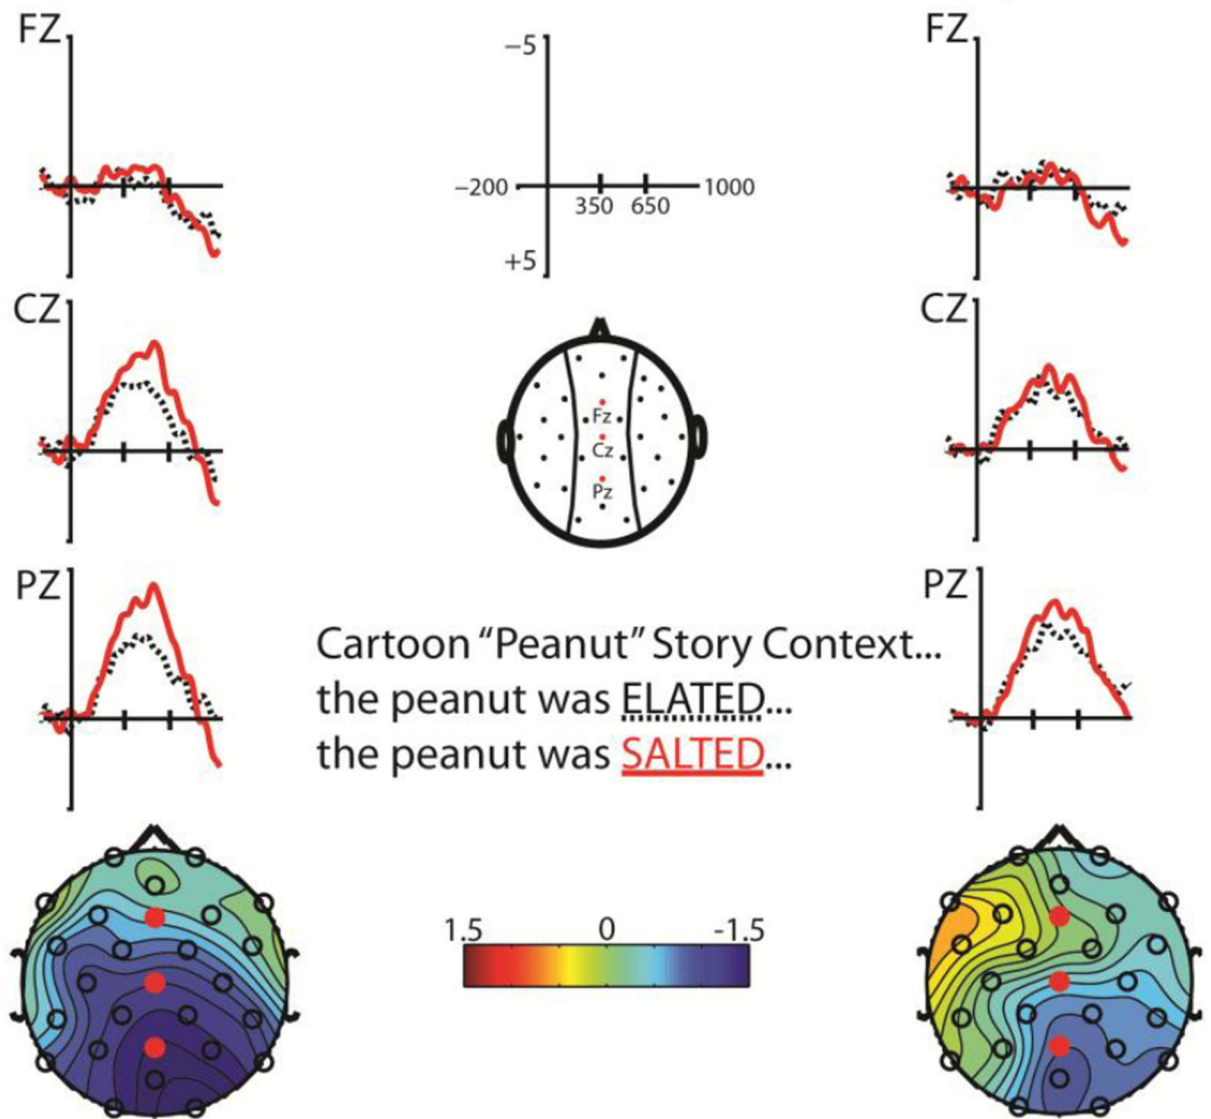 FZ
−5
FZ
−200
1000
350 650
+5
CZ
CZ
Fz
Cz
Pz
PZ
PZ
Cartoon “Peanut” Story Context...
the peanut was ELATED...
the peanut was SALTED...
1.5 0 -1.5